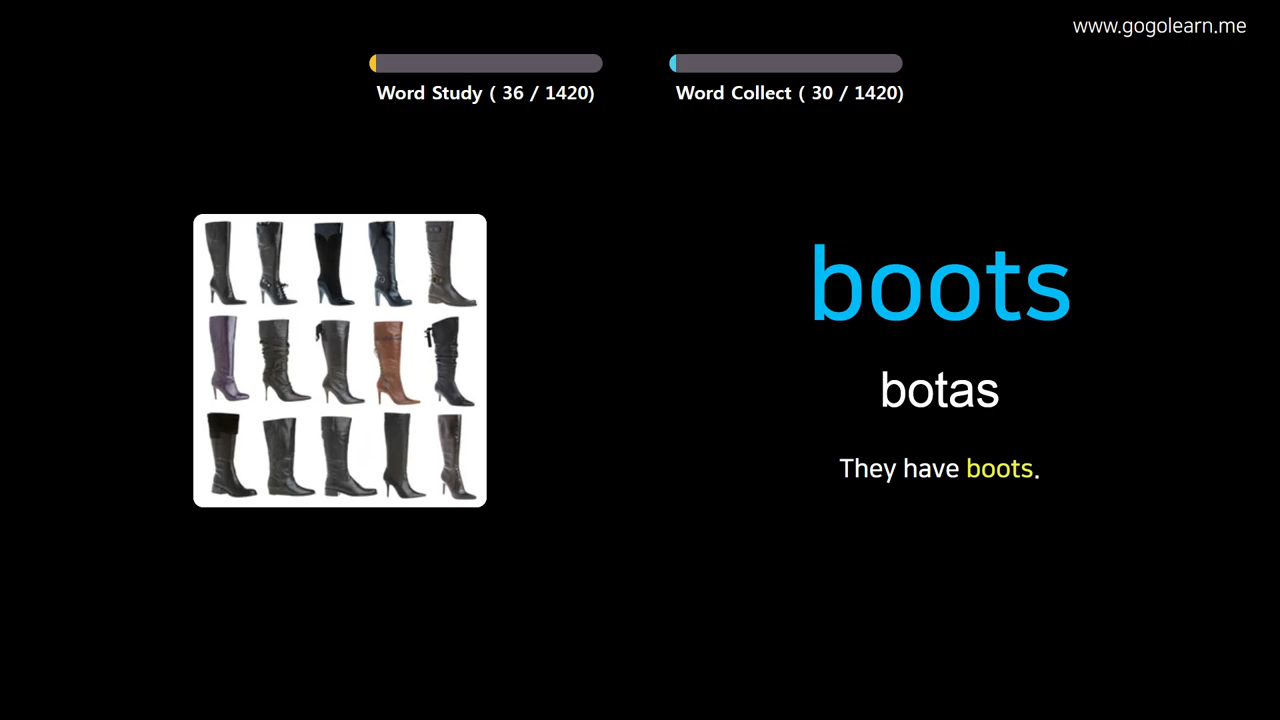 www.gogolearn.me
Word Study ( 36 / 1420)
Word Collect ( 30 / 1420)
boots
botas
They have boots.